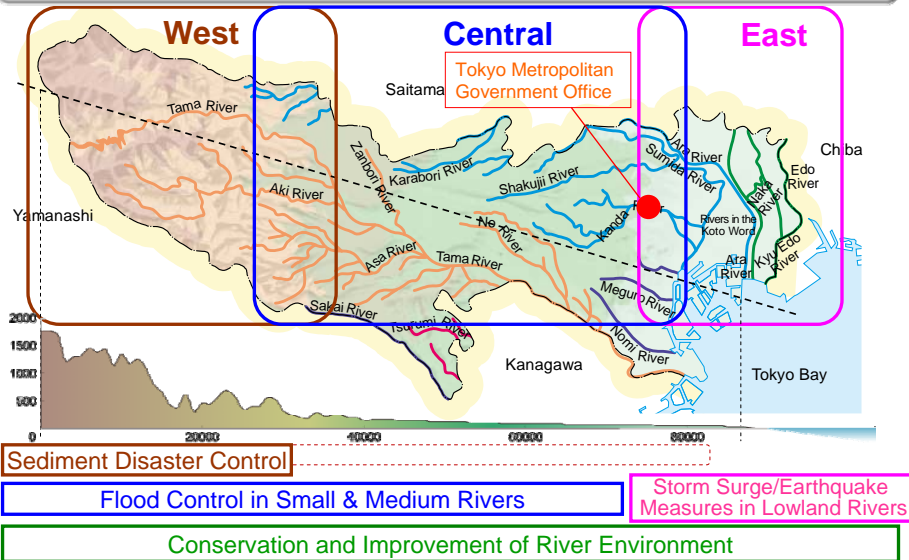 West
Central
East
Tokyo Metropolitan
Government Office
Saitama
Tama River
Zanbori River
Karabori River
Shakujii River
Ara River
Sumida River
Chiba
Edo
River
Naka
River
Aki River
Yamanashi
Kanda River
Rivers in the
Koto Word
No River
Asa River
Tama River
Ara
River
Kyu Edo
River
Meguro River
Sakai River
Tsurumi River
Nomi River
Kanagawa
Tokyo Bay
2000
1500
1000
500
0
20000
40000
60000
80000
Sediment Disaster Control
Flood Control in Small & Medium Rivers
Storm Surge/Earthquake
Measures in Lowland Rivers
Conservation and Improvement of River Environment